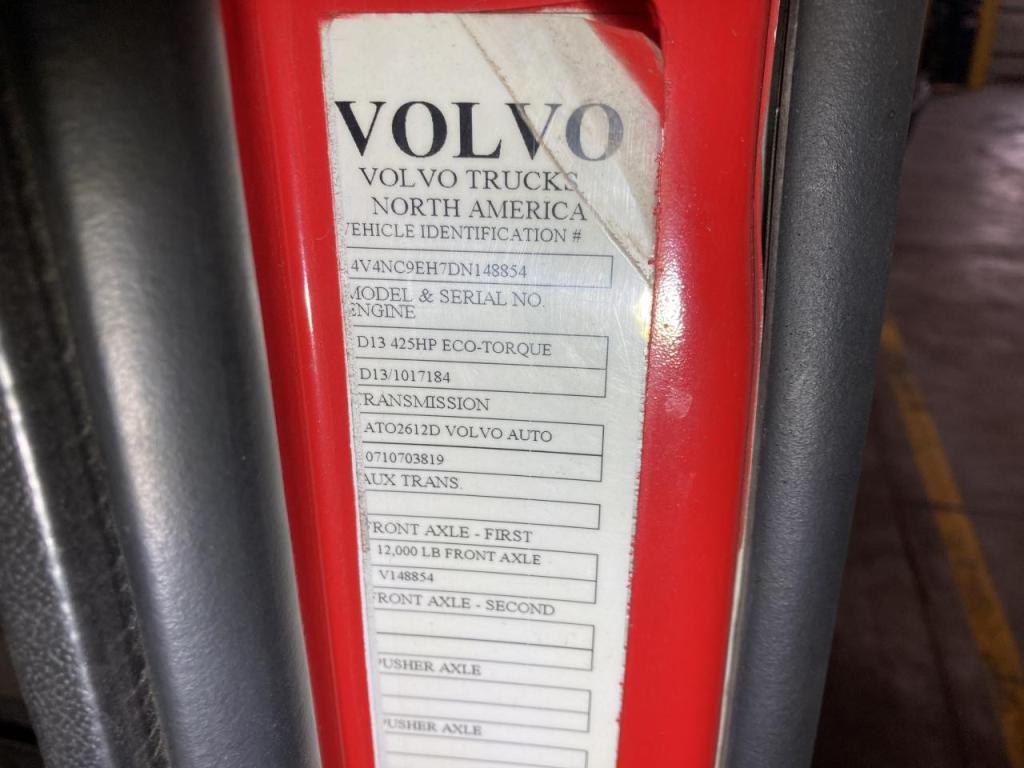 VOLVO
VOLVO TRUCKS
NORTH AMERICA
VEHICLE IDENTIFICATION #
4V4NC9EH7DN148854
MODEL & SERIAL NO.
ENGINE
D13 425HP ECO-TORQUE
D13/1017184
TRANSMISSION
ATO2612D VOLVO AUTO
0710703819
AUX TRANS.
FRONT AXLE - FIRST
12,000 LB FRONT AXLE
V148854
FRONT AXLE - SECOND
PUSHER AXLE
PUSHER AXLE